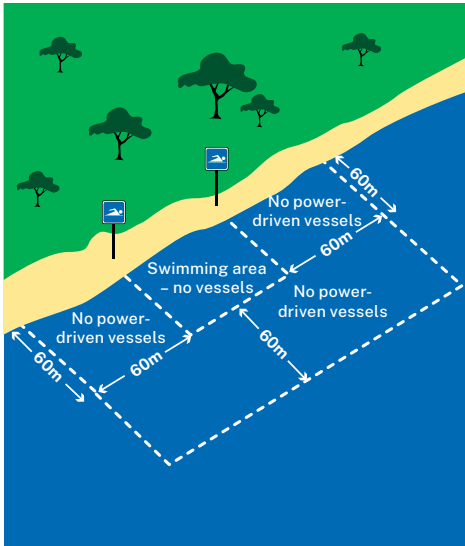 60m
No power-
driven vessels
60m
Swimming area
– no vessels
No power-
driven vessels
No power-
driven vessels
60m
60m
60m